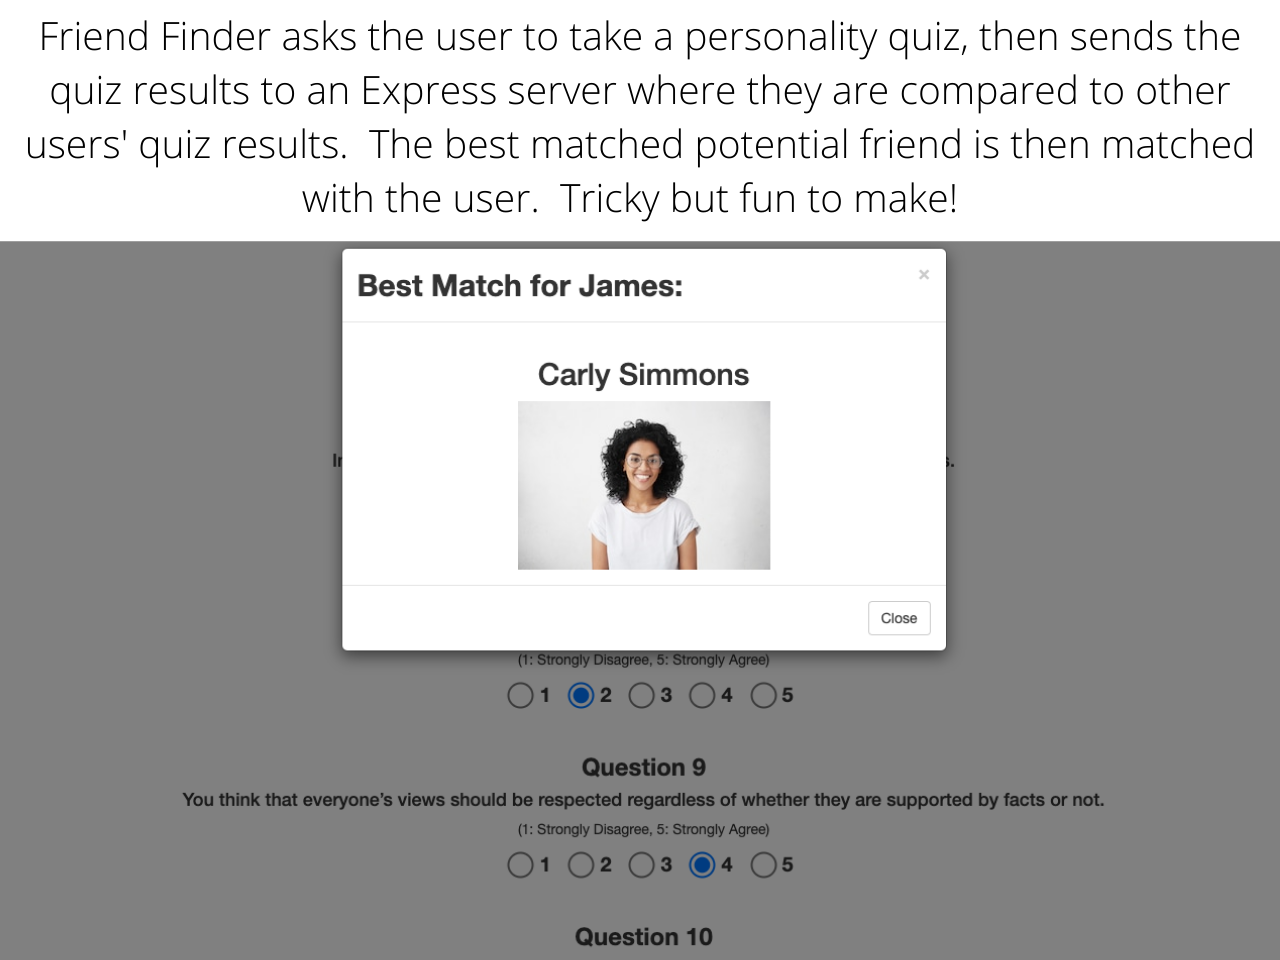 Friend Finder asks the user to take a personality quiz, then sends the
quiz results to an Express server where they are compared to other
users' quiz results.  The best matched potential friend is then matched
with the user.  Tricky but fun to make!
Best Match for James:
×
Carly Simmons
Close
(1: Strongly Disagree, 5: Strongly Agree)
1 2 3 4 5
Question 9
You think that everyone’s views should be respected regardless of whether they are supported by facts or not.
(1: Strongly Disagree, 5: Strongly Agree)
1 2 3 4 5
Question 10